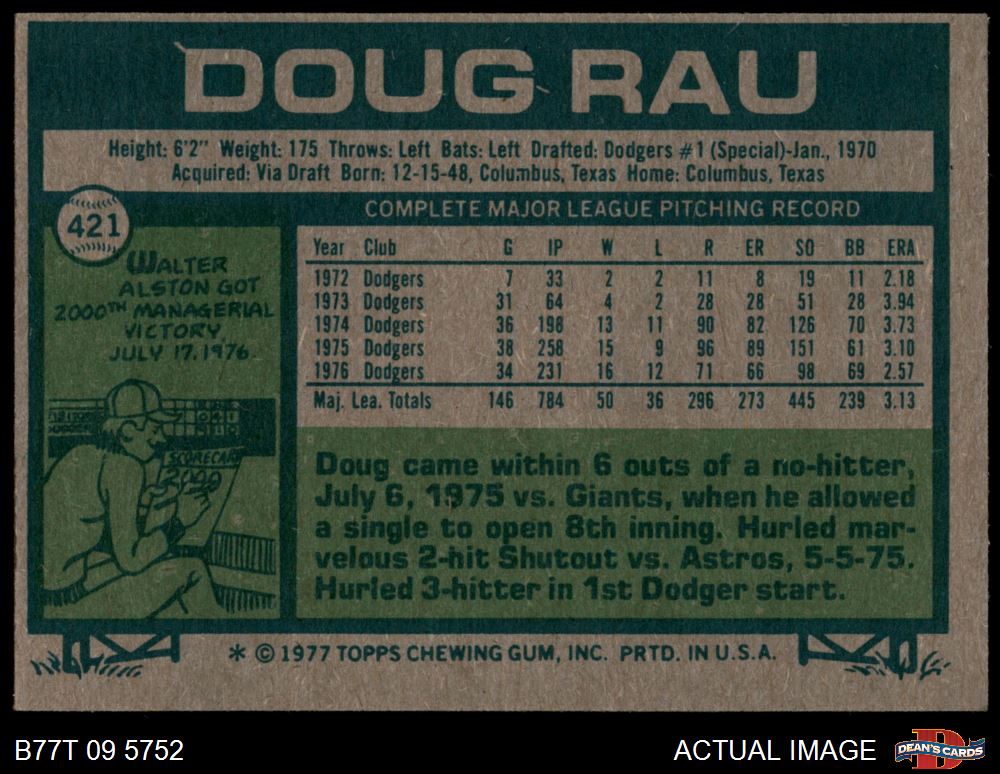 DOUG RAU
Height: 6'2" Weight: 175 Throws: Left Bats: Left Drafted: Dodgers #1 (Special)-Jan., 1970
Acquired: Via Draft Born: 12-15-48, Columbus, Texas Home: Columbus, Texas
421
COMPLETE MAJOR LEAGUE PITCHING RECORD
WALTER
ALSTON GOT
2000TH MANAGERIAL
VICTORY
JULY 17, 1976
SCORECARD
2000
Year Club G IP W L R ER SO BB ERA
1972 Dodgers 7 33 2 2 11 8 19 11 2.18
1973 Dodgers 31 64 4 2 28 28 51 28 3.94
1974 Dodgers 36 198 13 11 90 82 126 70 3.73
1975 Dodgers 38 258 15 9 96 89 151 61 3.10
1976 Dodgers 34 231 16 12 71 66 98 69 2.57
Maj. Lea. Totals 146 784 50 36 296 273 445 239 3.13
Doug came within 6 outs of a no-hitter,
July 6, 1975 vs. Giants, when he allowed
a single to open 8th inning. Hurled mar-
velous 2-hit Shutout vs. Astros, 5-5-75.
Hurled 3-hitter in 1st Dodger start.
* © 1977 TOPPS CHEWING GUM, INC. PRTD. IN U.S.A.
B77T 09 5752
ACTUAL IMAGE
D
DEAN'S CARDS